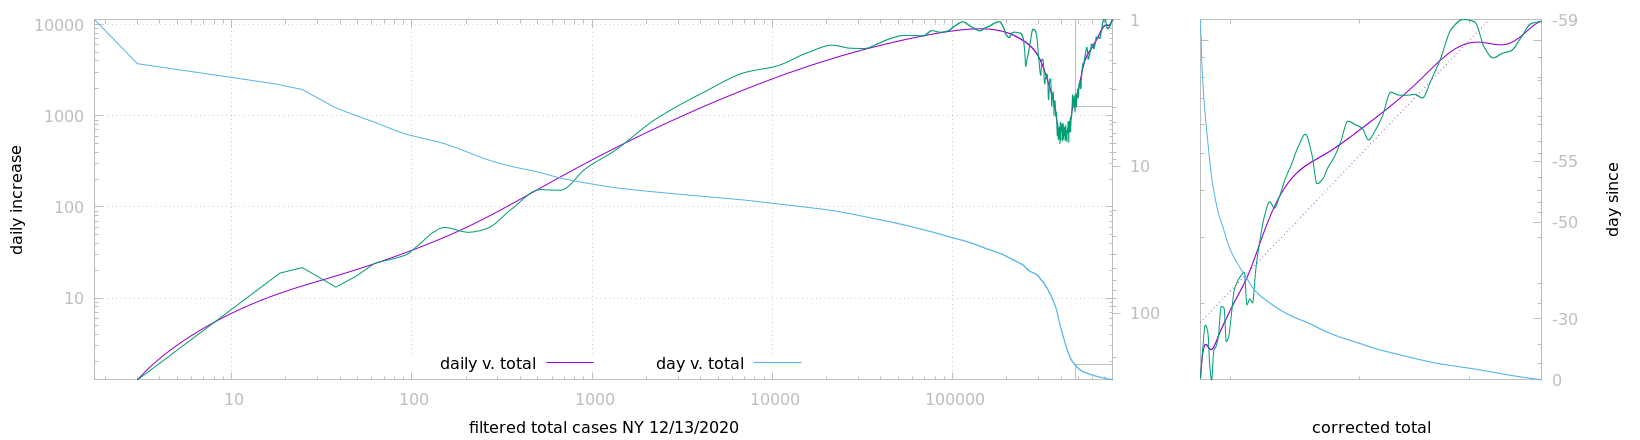 10000
1000
100
10
daily increase
1
10
100
daily v. total
day v. total
10
100
1000
10000
100000
filtered total cases NY 12/13/2020
-59
-55
-50
-30
0
day since
corrected total